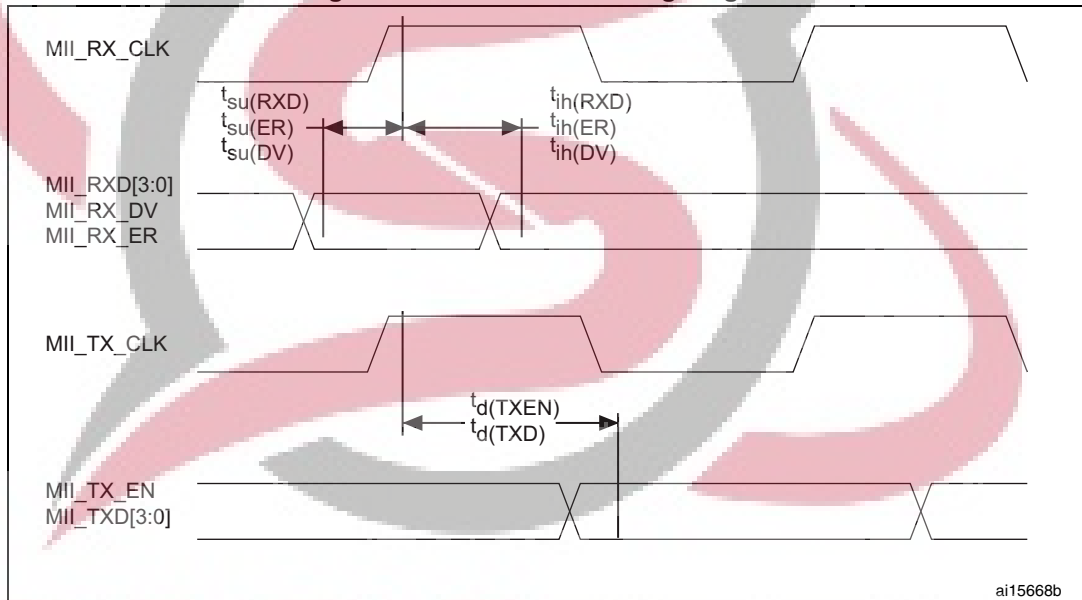 MII_RX_CLK
tsu(RXD)
tsu(ER)
tsu(DV)
tih(RXD)
tih(ER)
tih(DV)
MII_RXD[3:0]
MII_RX_DV
MII_RX_ER
MII_TX_CLK
td(TXEN)
td(TXD)
MII_TX_EN
MII_TXD[3:0]
ai15668b